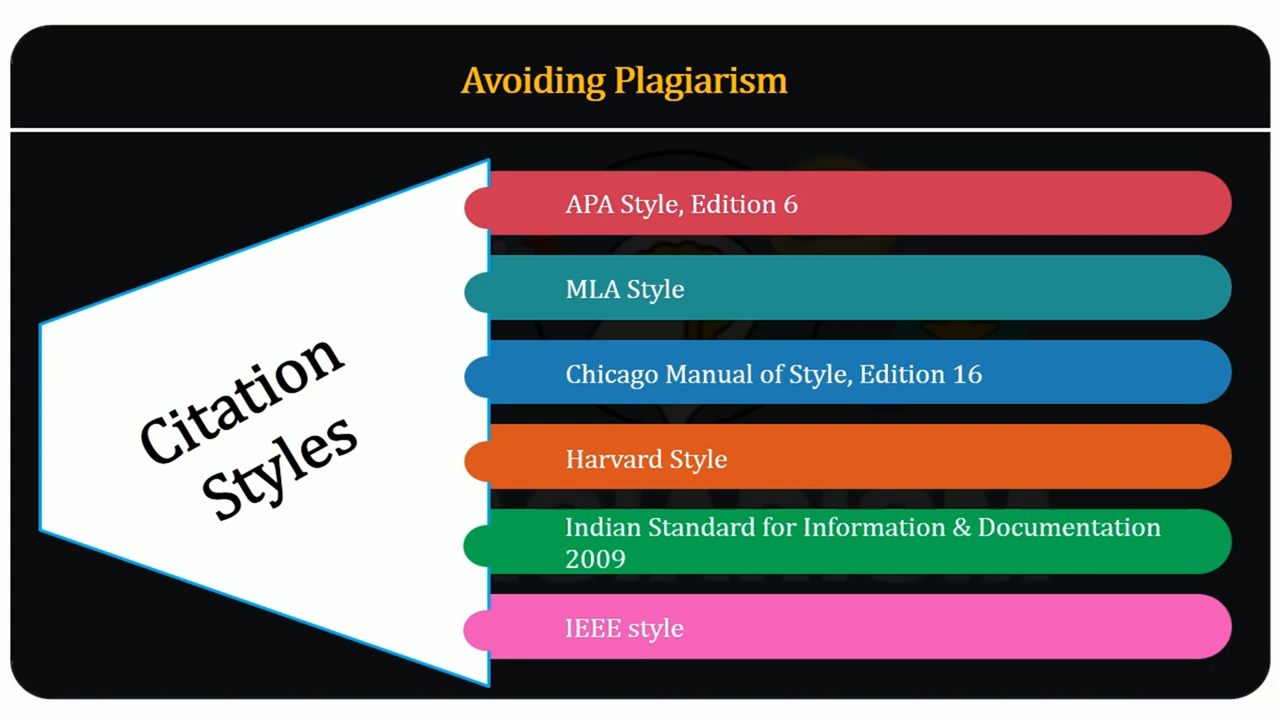 Avoiding Plagiarism
Citation
Styles
APA Style, Edition 6
MLA Style
Chicago Manual of Style, Edition 16
Harvard Style
Indian Standard for Information & Documentation
2009
IEEE style